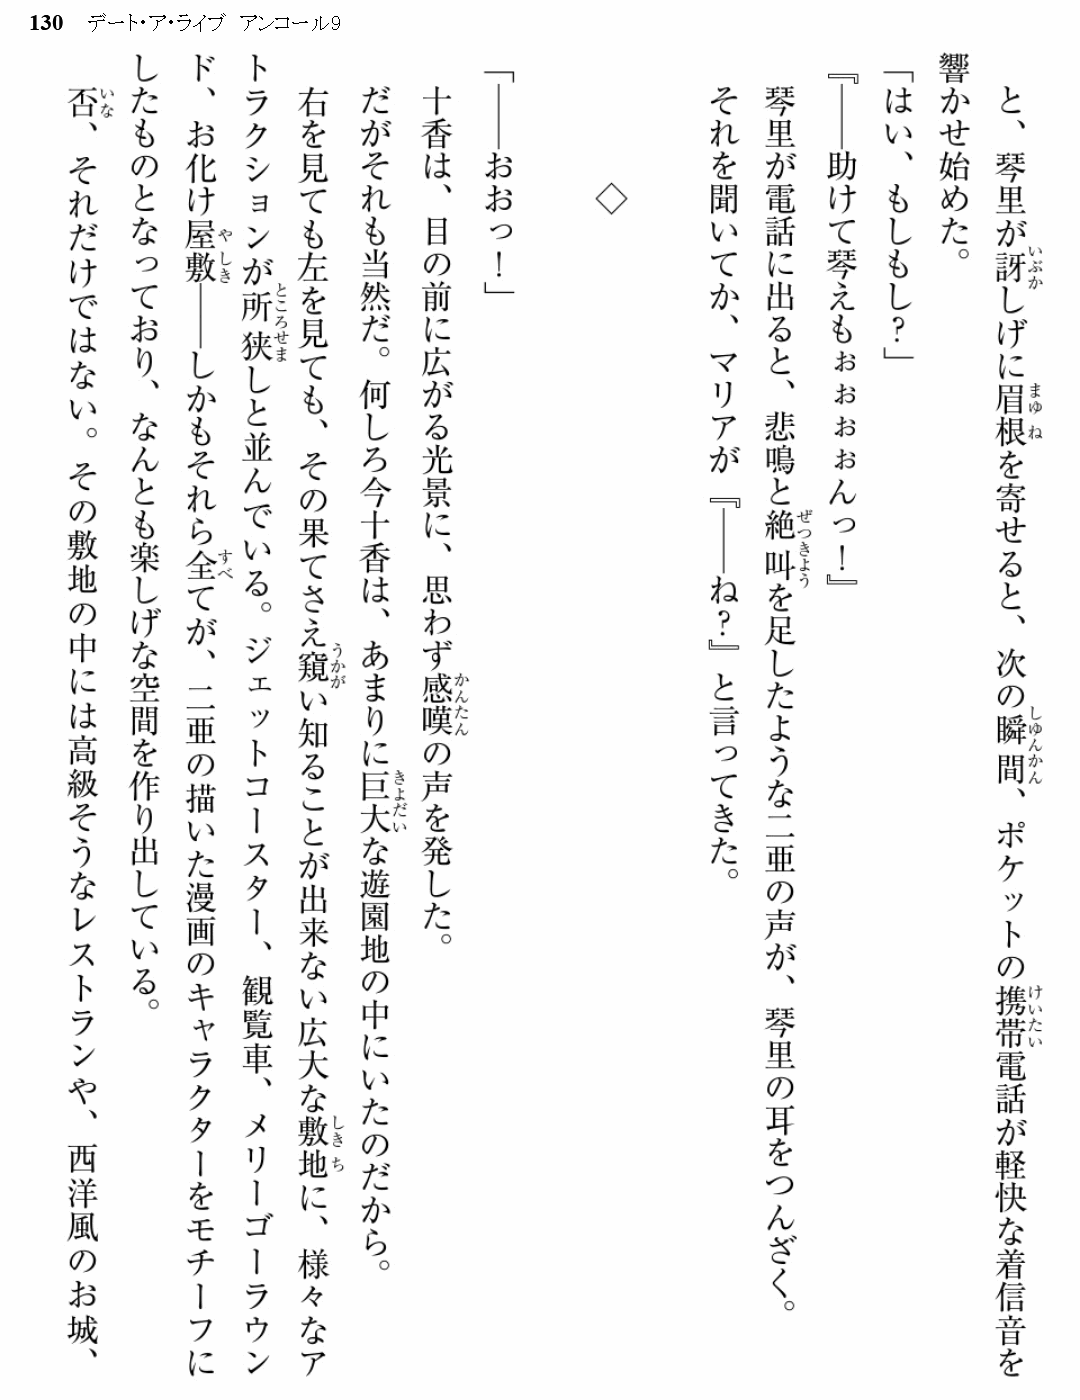 130 デート・ア・ライブ アンコール9
と、琴里が訝しげに眉根を寄せると、次の瞬間、ポケットの携帯電話が軽快な着信音を
響かせ始めた。
「はい、もしもし？」
『――助けて琴えもぉぉぉぉんっ！』
琴里が電話に出ると、悲鳴と絶叫を足したような二亜の声が、琴里の耳をつんざく。
それを聞いてか、マリアが『――ね？』と言ってきた。
◇
「――おおっ！」
十香は、目の前に広がる光景に、思わず感嘆の声を発した。
だがそれも当然だ。何しろ今十香は、あまりに巨大な遊園地の中にいたのだから。
右を見ても左を見ても、その果てさえ窺い知ることが出来ない広大な敷地に、様々なア
トラクションが所狭しと並んでいる。ジェットコースター、観覧車、メリーゴーラウン
ド、お化け屋敷――しかもそれら全てが、二亜の描いた漫画のキャラクターをモチーフに
したものとなっており、なんとも楽しげな空間を作り出している。
否、それだけではない。その敷地の中には高級そうなレストランや、西洋風のお城、